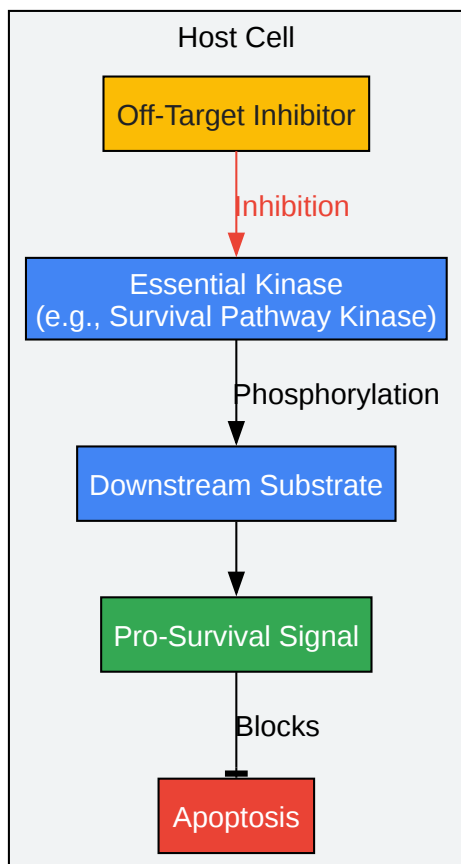 Host Cell
Off-Target Inhibitor
Inhibition
Essential Kinase
(e.g., Survival Pathway Kinase)
Phosphorylation
Downstream Substrate
Pro-Survival Signal
Blocks
Apoptosis